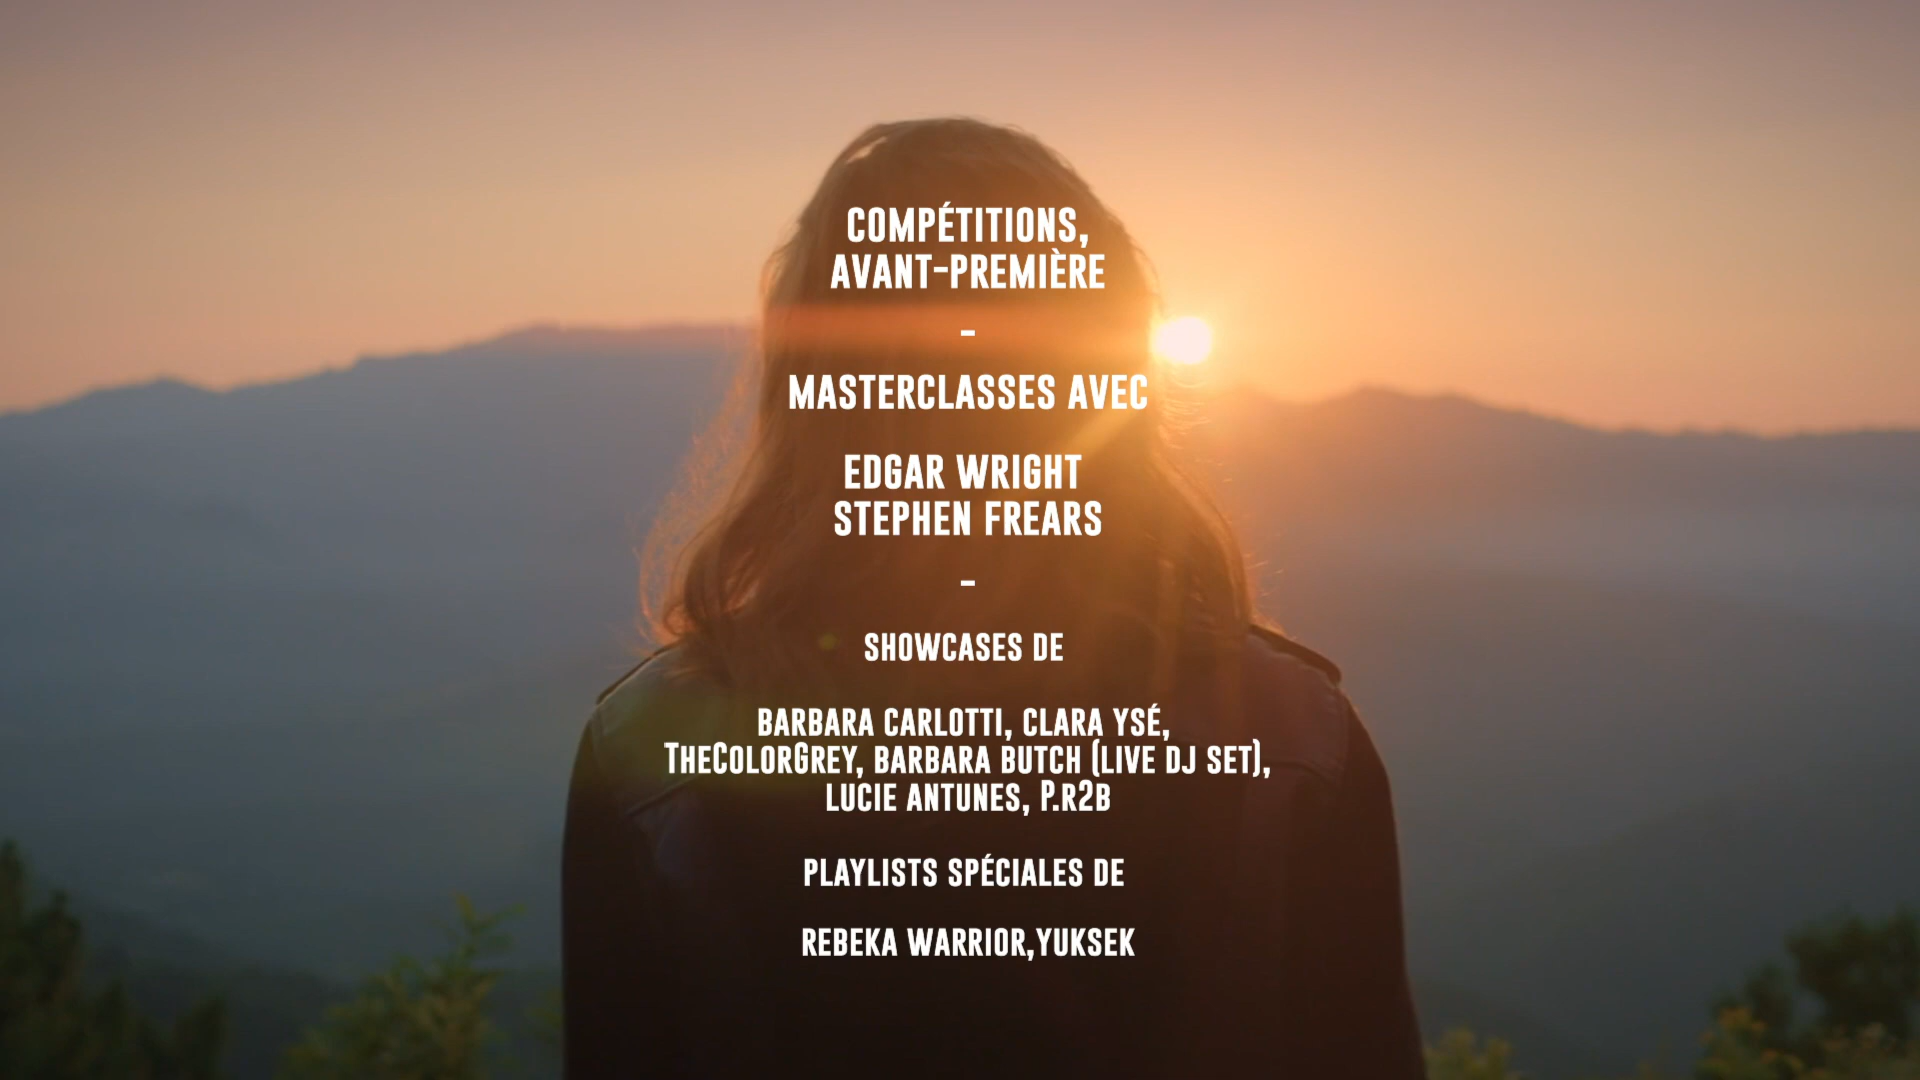 COMPÉTITIONS,
AVANT-PREMIÈRE
-
MASTERCLASSES AVEC
EDGAR WRIGHT
STEPHEN FREARS
-
SHOWCASES DE
BARBARA CARLOTTI, CLARA YSÉ,
TheColorGrey, BARBARA BUTCH (LIVE DJ SET),
LUCIE ANTUNES, P.R2B
PLAYLISTS SPÉCIALES DE
REBEKA WARRIOR,YUKSEK